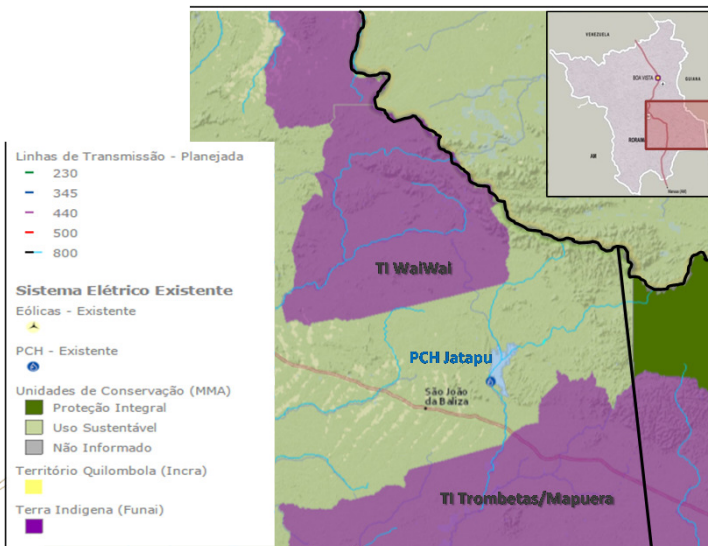 Linhas de Transmissão - Planejada
230
345
440
500
800
Sistema Elétrico Existente
Eólicas - Existente
PCH - Existente
Unidades de Conservação (MMA)
Proteção Integral
Uso Sustentável
Não Informado
Território Quilombola (Incra)
Terra Indigena (Funai)
VENEZUELA
BOA VISTA
GUIANA
RORAIMA
AM
TI WaiWai
PCH Jatapu
São João
da Baliza
TI Trombetas/Mapuera